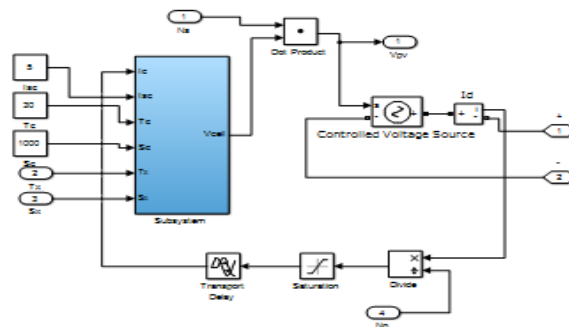 1
Ns
Dot Product
1
Vpv
5
Isc
20
Tc
1000
Sc
2
Tx
3
Sx
Ic
Isc
Tc
Sc
Tx
Sx
Vcell
Subsystem
s
-
+
Controlled Voltage Source
Id
+
i
-
+
1
-
2
Transport
Delay
Saturation
×
÷
Divide
4
Np